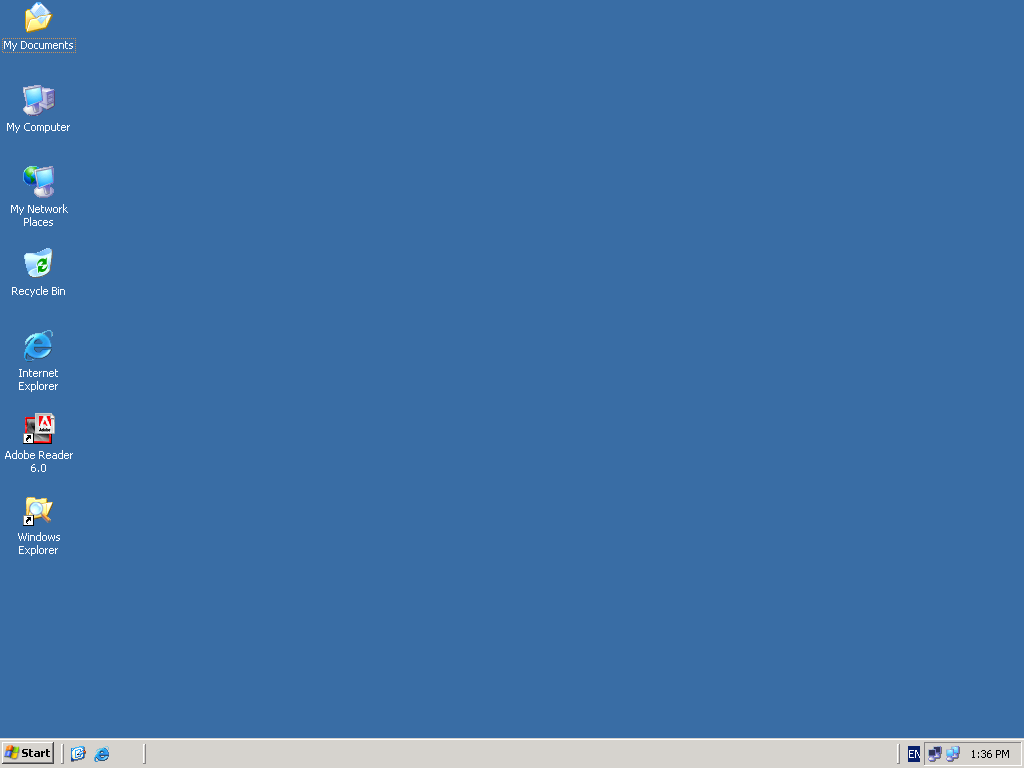 My Documents
My Computer
My Network
Places
Recycle Bin
Internet
Explorer
Adobe
Adobe Reader
6.0
Windows
Explorer
Start
EN
1:36 PM